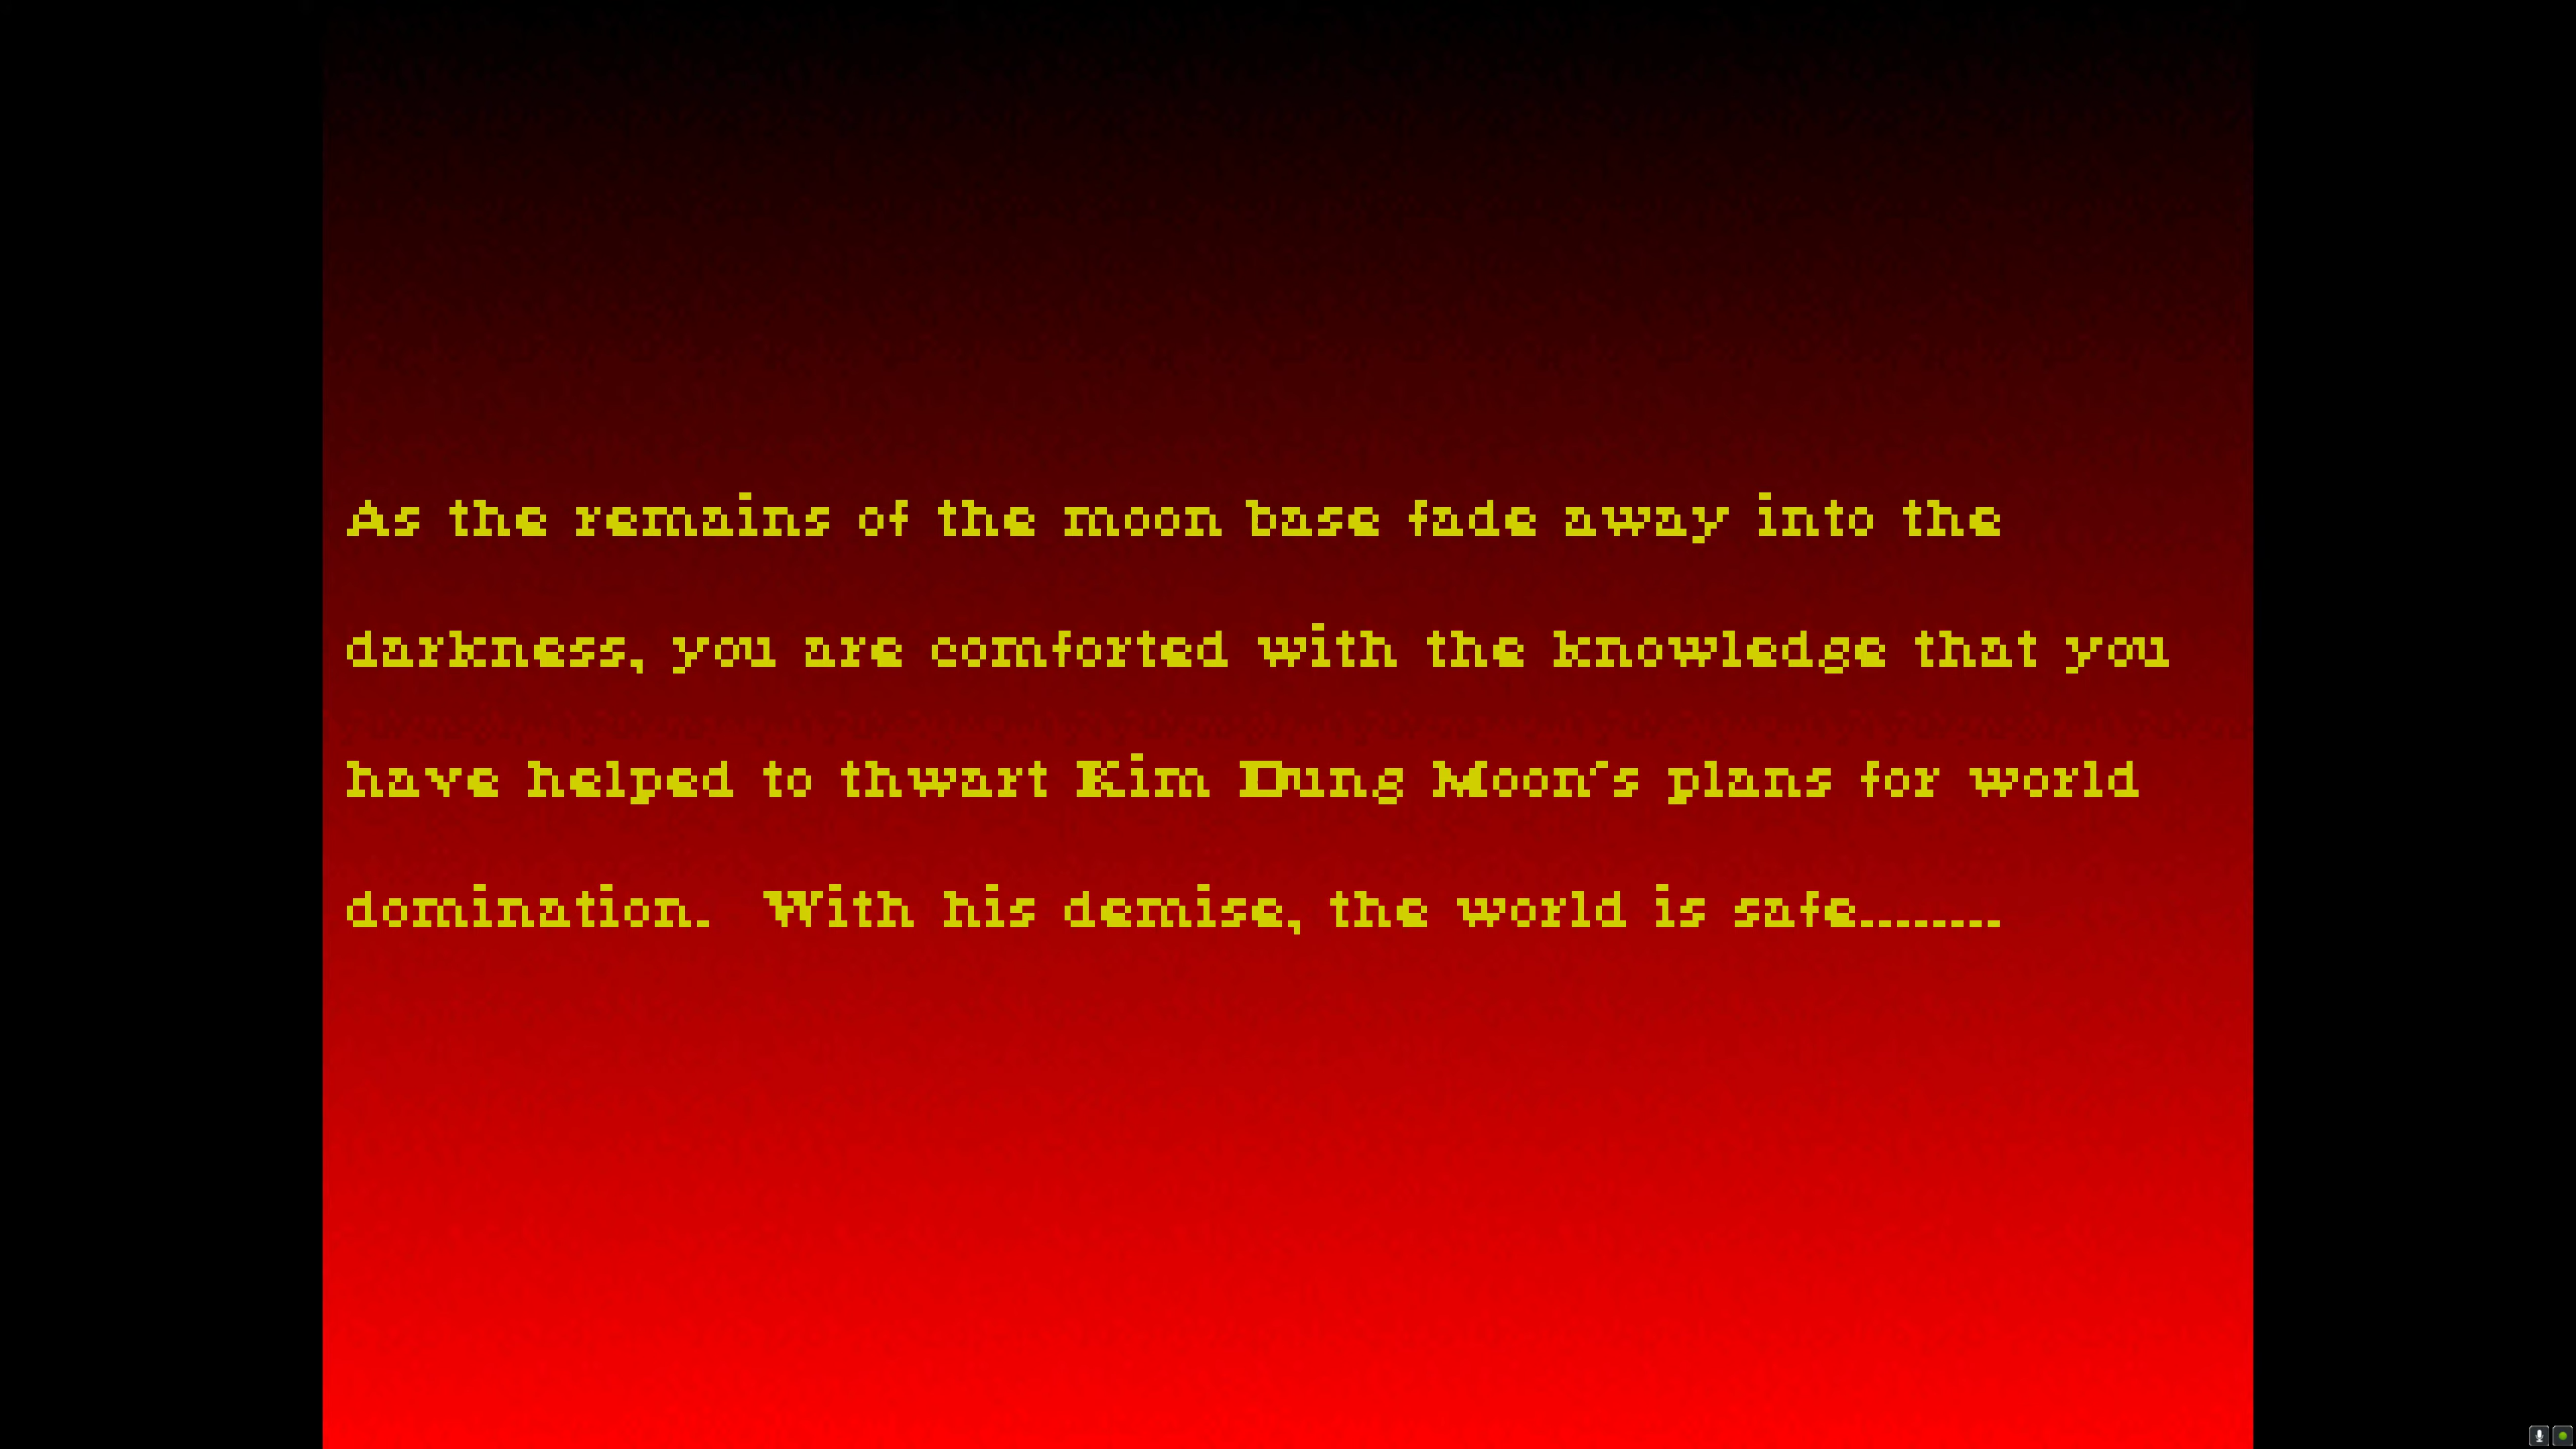 As the remains of the moon base fade away into the
darkness, you are comforted with the knowledge that you
have helped to thwart Kim Dung Moon's plans for world
domination.  With his demise, the world is safe........